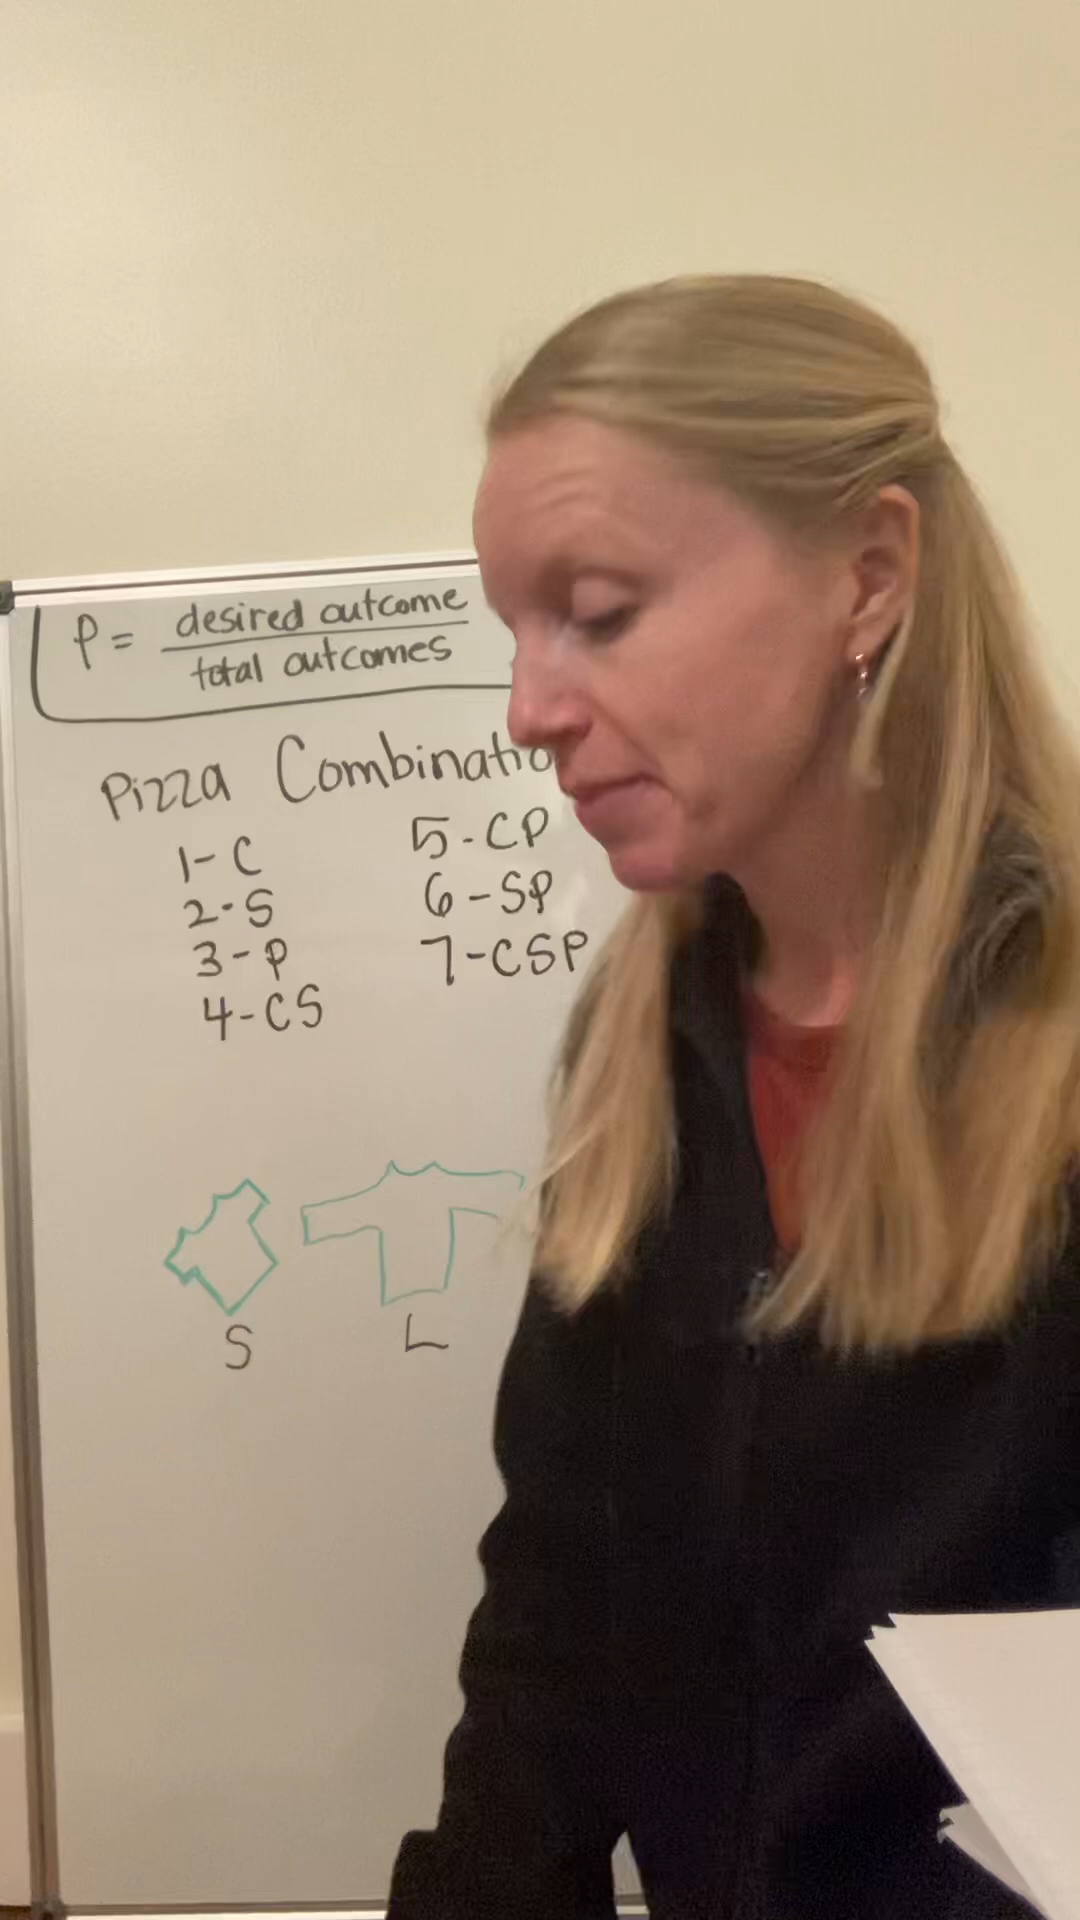 P = desired outcome
total outcomes
Pizza Combinatio
1-C
2-S
3-P
4-CS
5-CP
6-SP
7-CSP
S
L